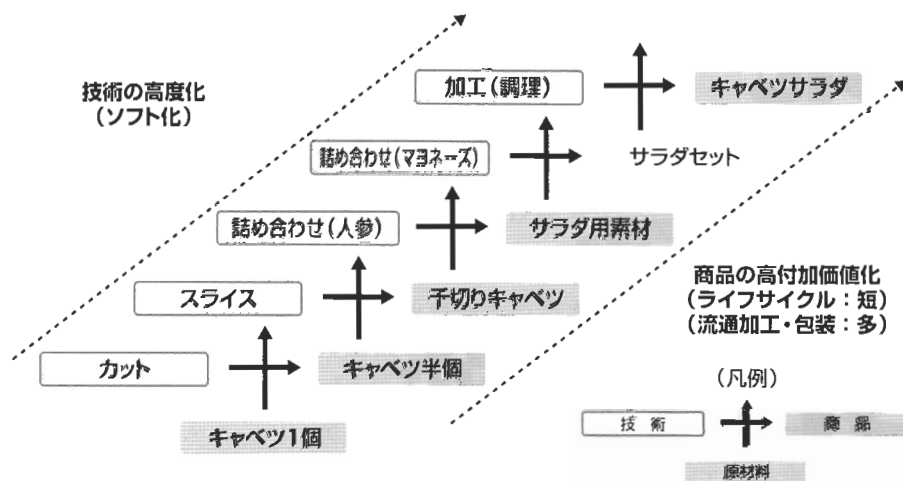 技術の高度化
(ソフト化)
加工(調理)
キャベツサラダ
詰め合わせ(マヨネーズ)
サラダセット
詰め合わせ(人参)
サラダ用素材
スライス
千切りキャベツ
商品の高付加価値化
(ライフサイクル:短)
(流通加工・包装:多)
カット
キャベツ半個
キャベツ1個
(凡例)
技 術
商 品
原材料